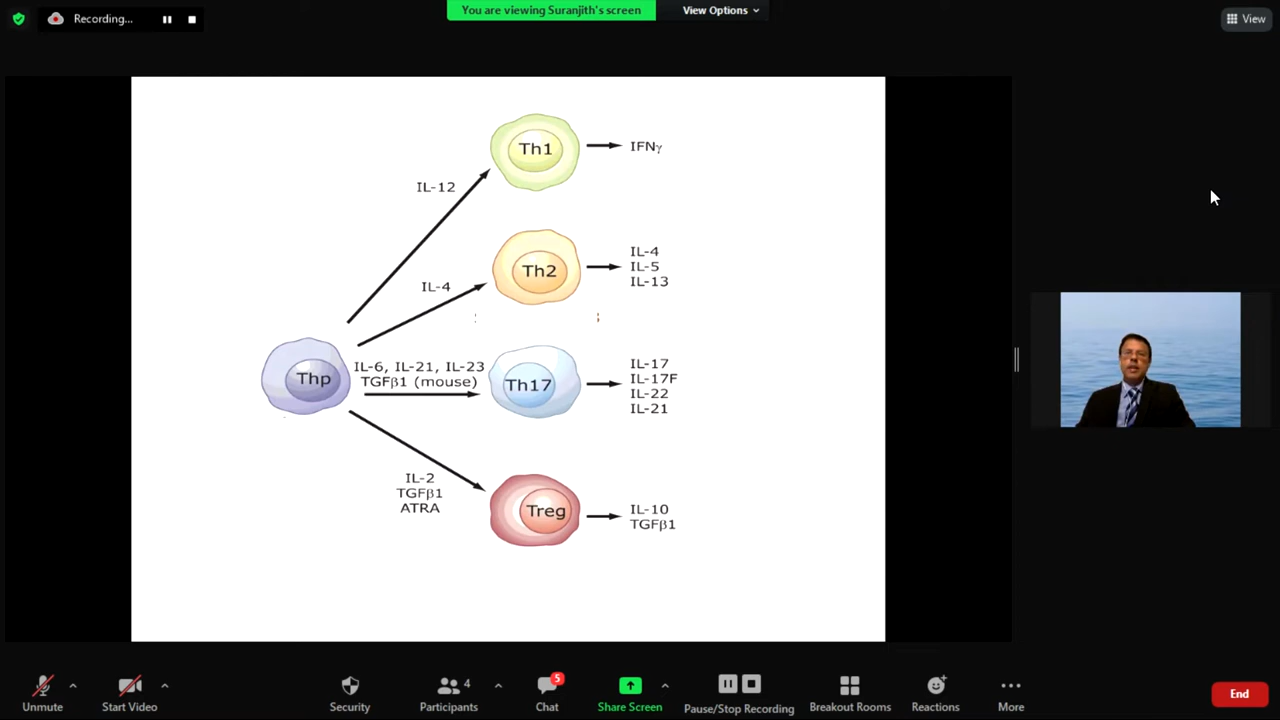 Recording...
You are viewing Suranjith's screen
View Options
View
Th1
IFNγ
IL-12
Th2
IL-4
IL-5
IL-13
IL-4
Thp
IL-6, IL-21, IL-23
TGFβ1 (mouse)
Th17
IL-17
IL-17F
IL-22
IL-21
IL-2
TGFβ1
ATRA
Treg
IL-10
TGFβ1
Unmute
Start Video
Security
4
Participants
5
Chat
Share Screen
Pause/Stop Recording
Breakout Rooms
Reactions
More
End